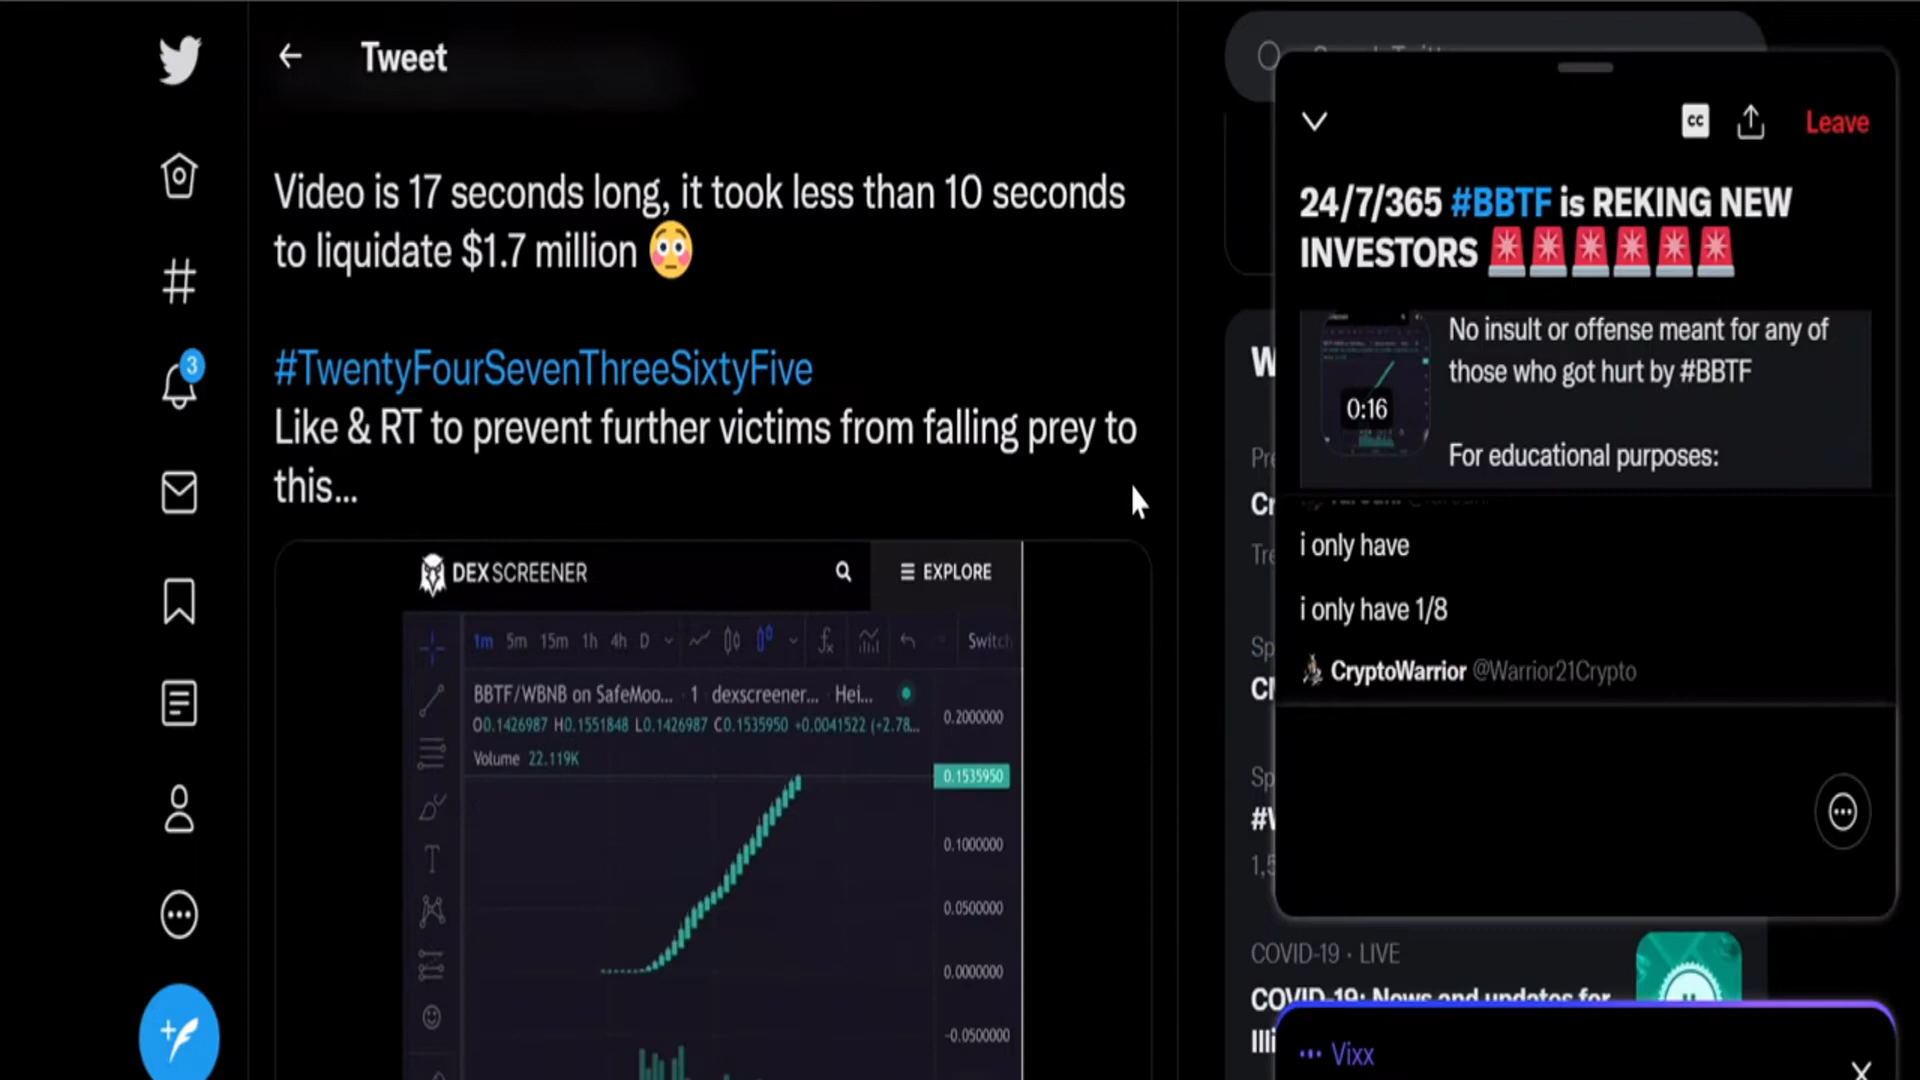 Tweet
Video is 17 seconds long, it took less than 10 seconds
to liquidate $1.7 million 😳
#TwentyFourSevenThreeSixtyFive
Like & RT to prevent further victims from falling prey to
this...
3
DEX SCREENER
EXPLORE
1m 5m 15m 1h 4h D
Switch
BBTF/WBNB on SafeMoo... · 1 dexscreener... Hei...
O0.1426987 H0.1551848 L0.1426987 C0.1535950 +0.0041522 (+2.78...
Volume 22.119K
0.2000000
0.1535950
0.1000000
0.0500000
0.0000000
-0.0500000
CC
Leave
24/7/365 #BBTF is REKING NEW
INVESTORS 🚨🚨🚨🚨🚨🚨
0:16
No insult or offense meant for any of
those who got hurt by #BBTF
For educational purposes:
i only have
i only have 1/8
CryptoWarrior @Warrior21Crypto
COVID-19 · LIVE
COVID-19: News and updates for
Illi
Vixx